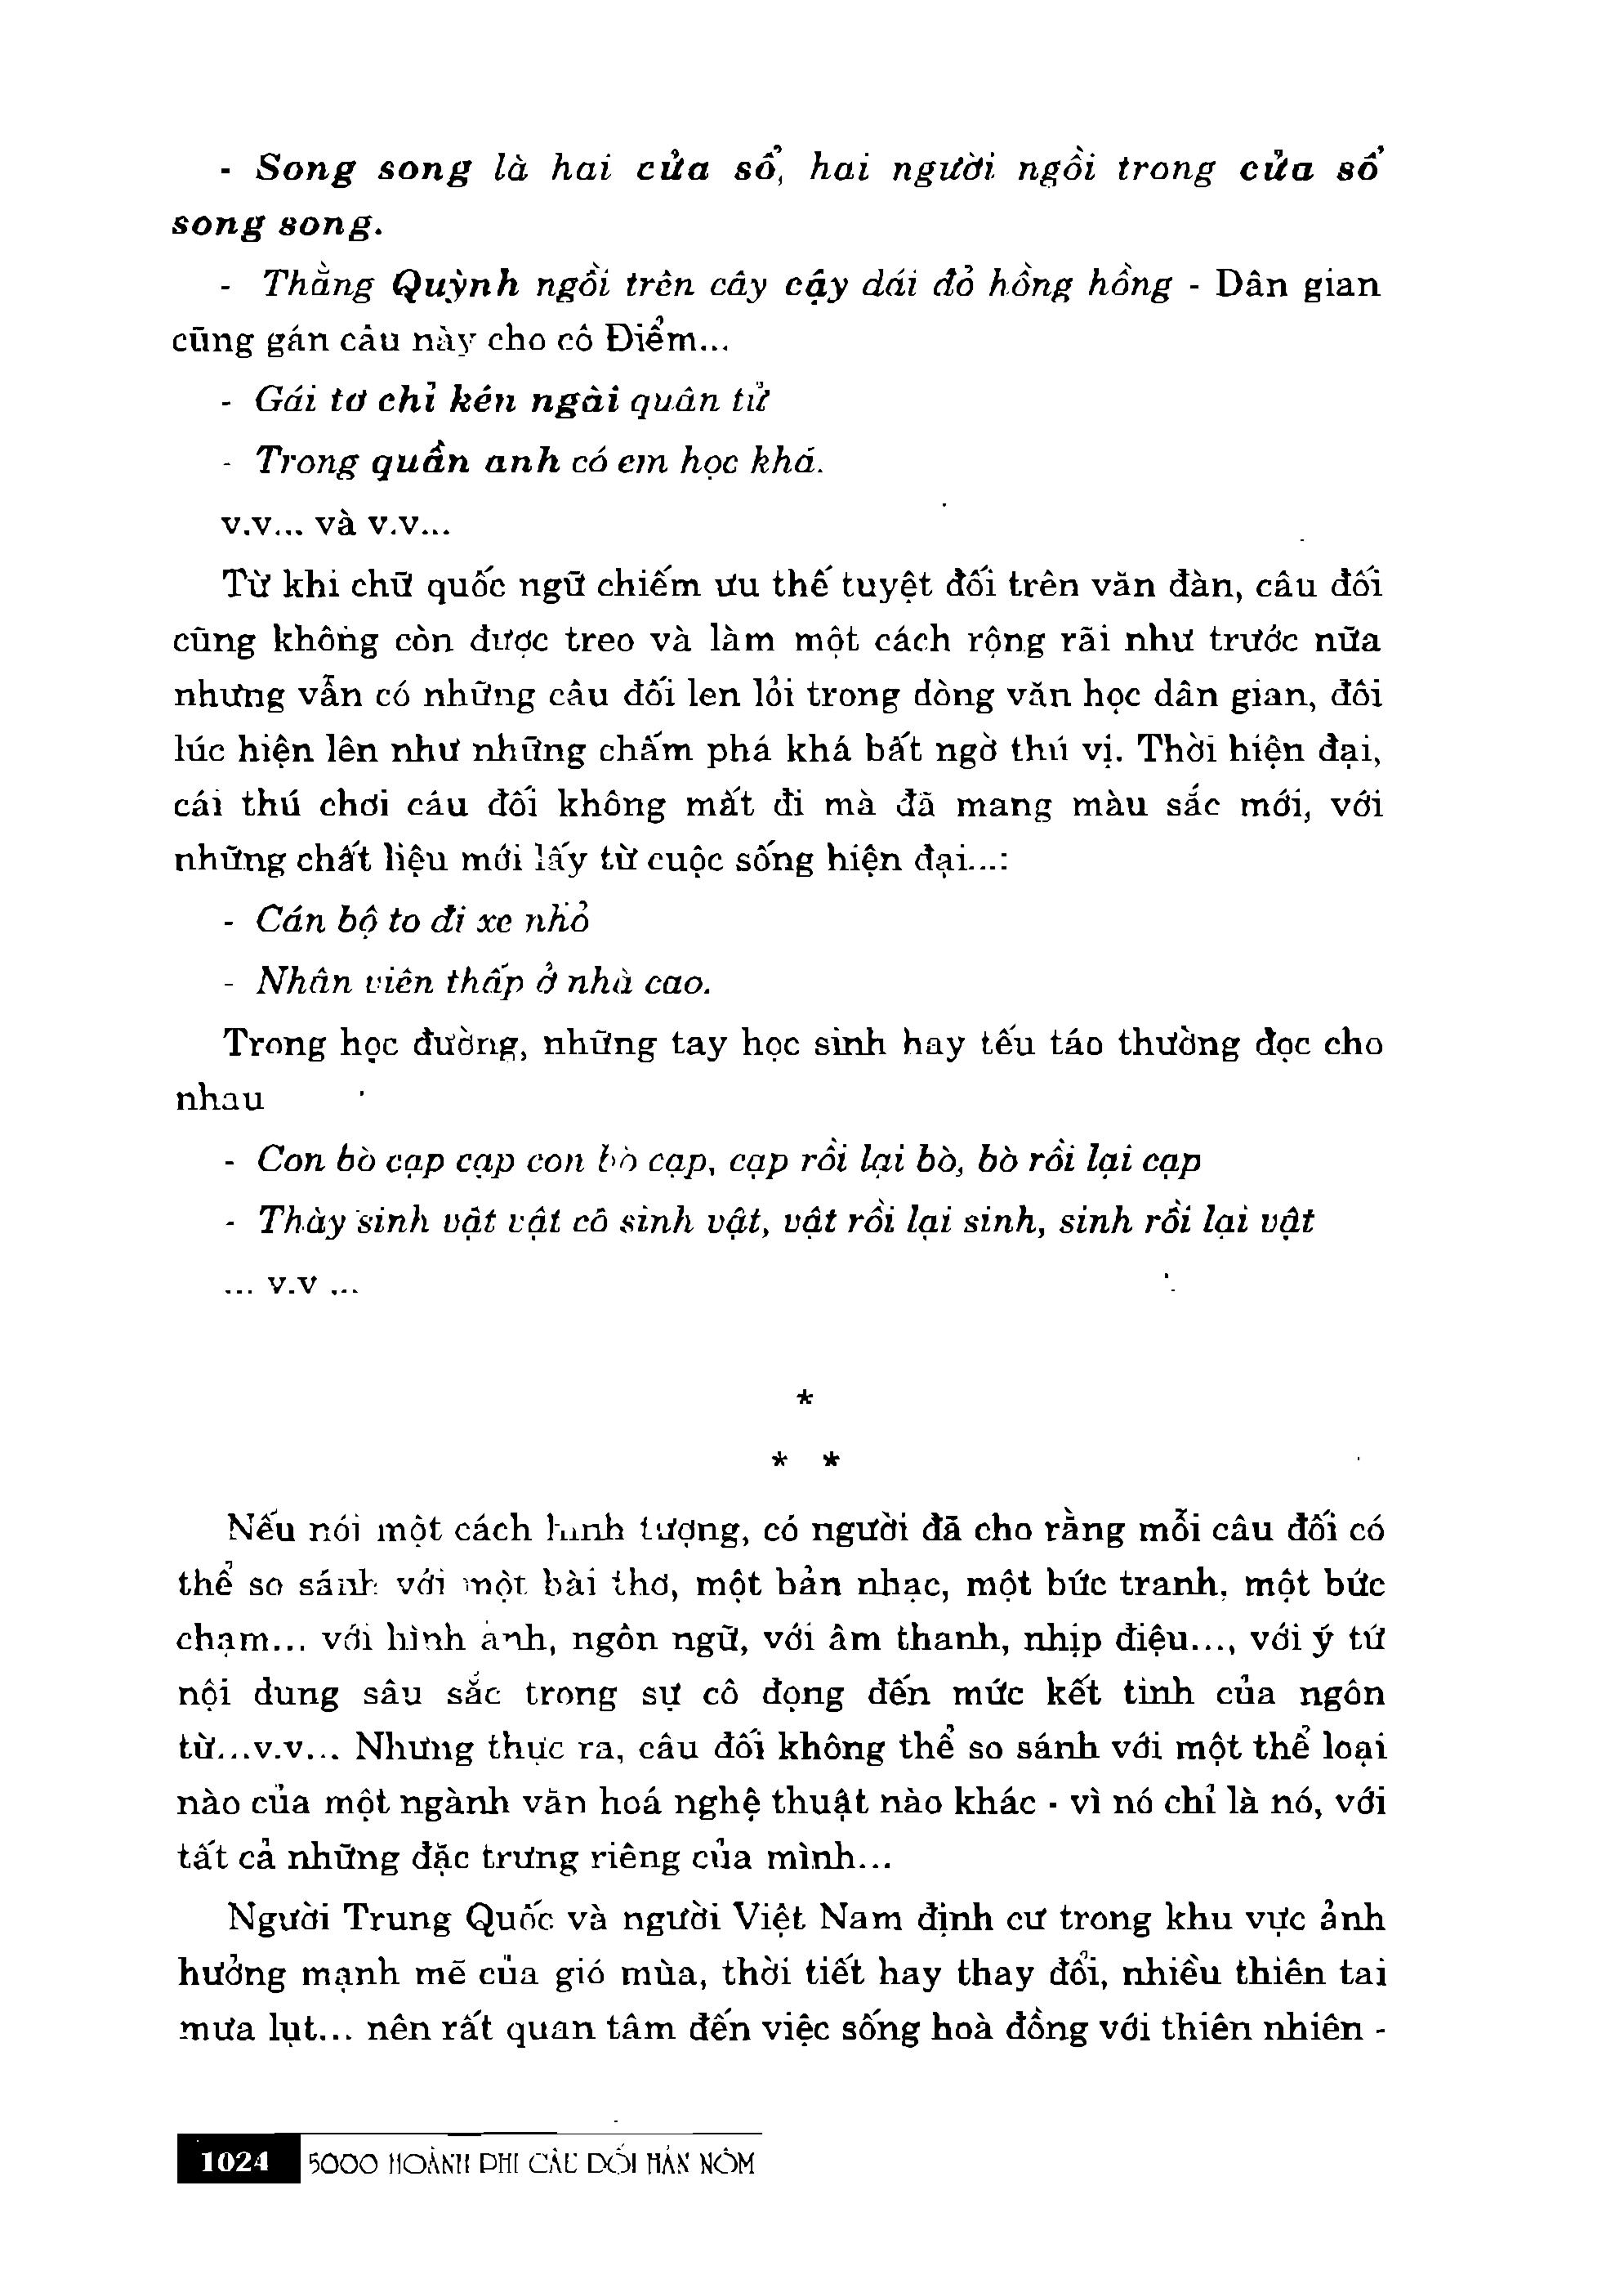 - Song song là hai cửa sổ, hai người ngồi trong cửa sổ
song song.
- Thằng Quỳnh ngồi trên cây cậy dái đỏ hồng hồng - Dân gian
cũng gán câu này cho cô Điểm...
- Gái tơ chỉ kén ngài quân tử
- Trong quần anh có em học khá.
v.v... và v.v...
Từ khi chữ quốc ngữ chiếm ưu thế tuyệt đối trên văn đàn, câu đối
cũng không còn được treo và làm một cách rộng rãi như trước nữa
nhưng vẫn có những câu đối len lỏi trong dòng văn học dân gian, đôi
lúc hiện lên như những chấm phá khá bất ngờ thú vị. Thời hiện đại,
cái thú chơi câu đối không mất đi mà đã mang màu sắc mới, với
những chất liệu mới lấy từ cuộc sống hiện đại...:
- Cán bộ to đi xe nhỏ
- Nhân viên thấp ở nhà cao.
Trong học đường, những tay học sinh hay tếu táo thường đọc cho
nhau
- Con bò cạp cạp con bò cạp, cạp rồi lại bò, bò rồi lại cạp
- Thày sinh vật vật cô sinh vật, vật rồi lại sinh, sinh rồi lại vật
... v.v ...
*
* *
Nếu nói một cách hình tượng, có người đã cho rằng mỗi câu đối có
thể so sánh với một bài thơ, một bản nhạc, một bức tranh, một bức
chạm... với hình ảnh, ngôn ngữ, với âm thanh, nhịp điệu..., với ý tứ
nội dung sâu sắc trong sự cô đọng đến mức kết tinh của ngôn
từ...v.v... Nhưng thực ra, câu đối không thể so sánh với một thể loại
nào của một ngành văn hoá nghệ thuật nào khác - vì nó chỉ là nó, với
tất cả những đặc trưng riêng của mình...
Người Trung Quốc và người Việt Nam định cư trong khu vực ảnh
hưởng mạnh mẽ của gió mùa, thời tiết hay thay đổi, nhiều thiên tai
mưa lụt... nên rất quan tâm đến việc sống hoà đồng với thiên nhiên -
1024 5000 HOÀNH PHI CÂU ĐỐI HÁN NÔM